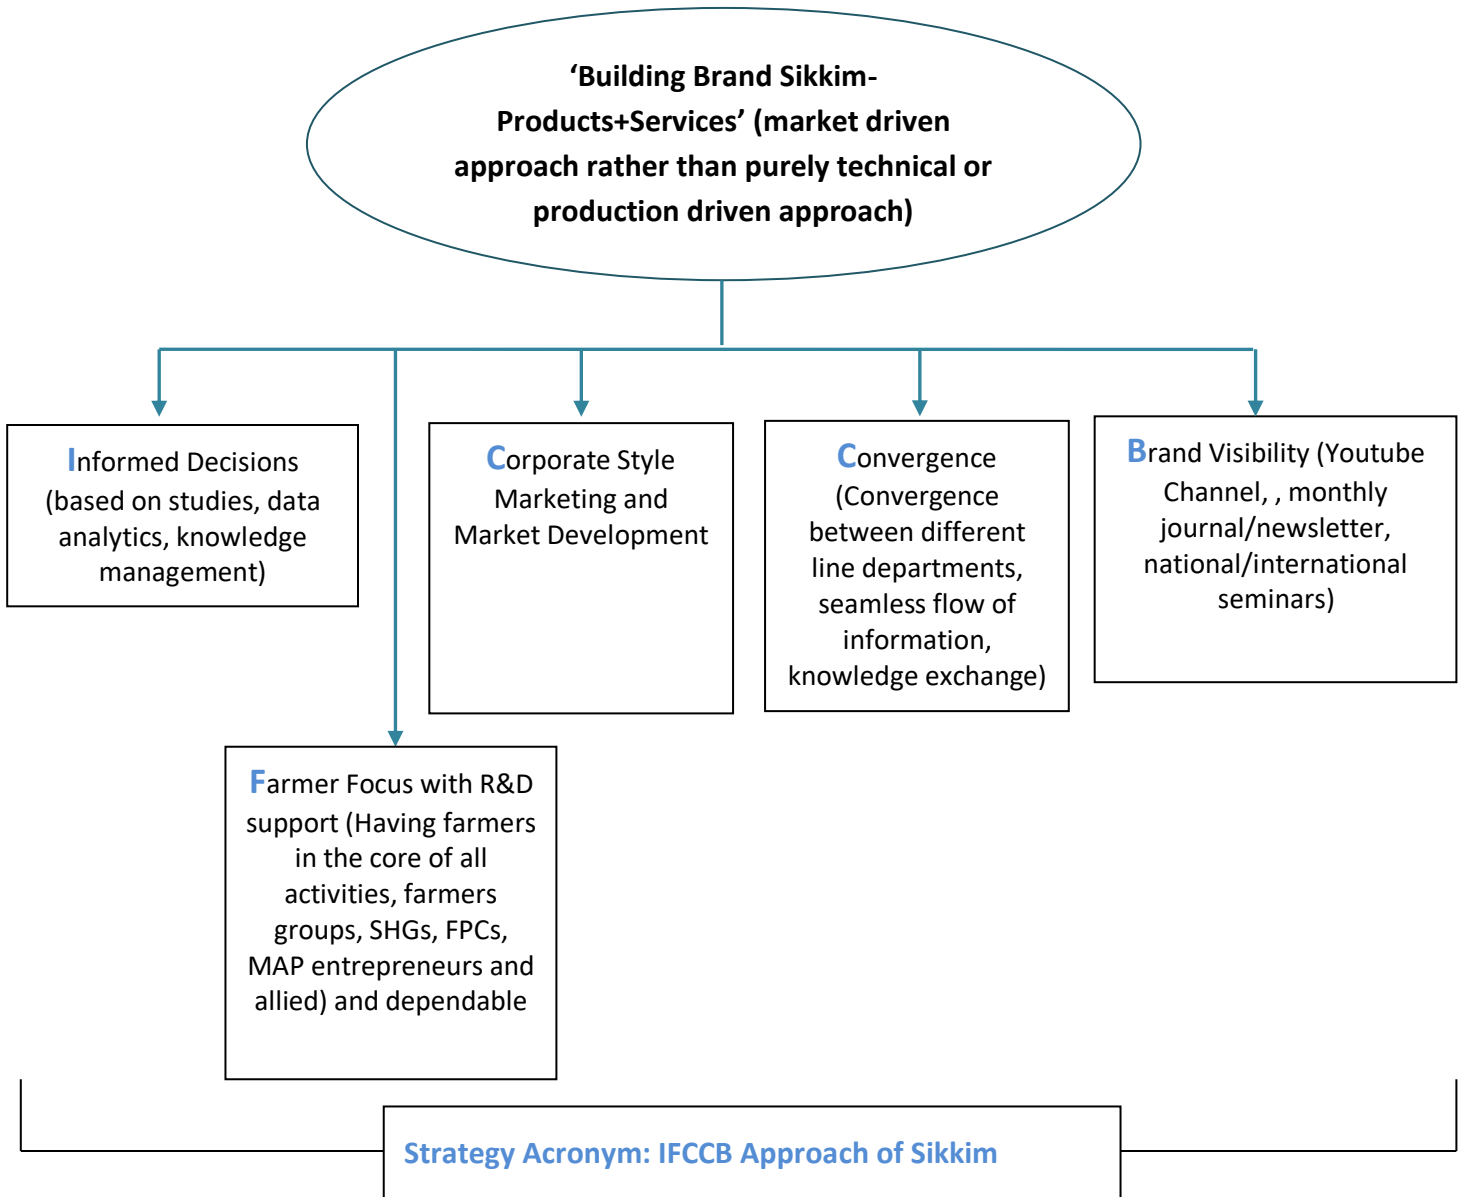 ‘Building Brand Sikkim-
Products+Services’ (market driven
approach rather than purely technical or
production driven approach)
Informed Decisions
(based on studies, data
analytics, knowledge
management)
Farmer Focus with R&D
support (Having farmers
in the core of all
activities, farmers
groups, SHGs, FPCs,
MAP entrepreneurs and
allied) and dependable
Corporate Style
Marketing and
Market Development
Convergence
(Convergence
between different
line departments,
seamless flow of
information,
knowledge exchange)
Brand Visibility (Youtube
Channel, , monthly
journal/newsletter,
national/international
seminars)
Strategy Acronym: IFCCB Approach of Sikkim